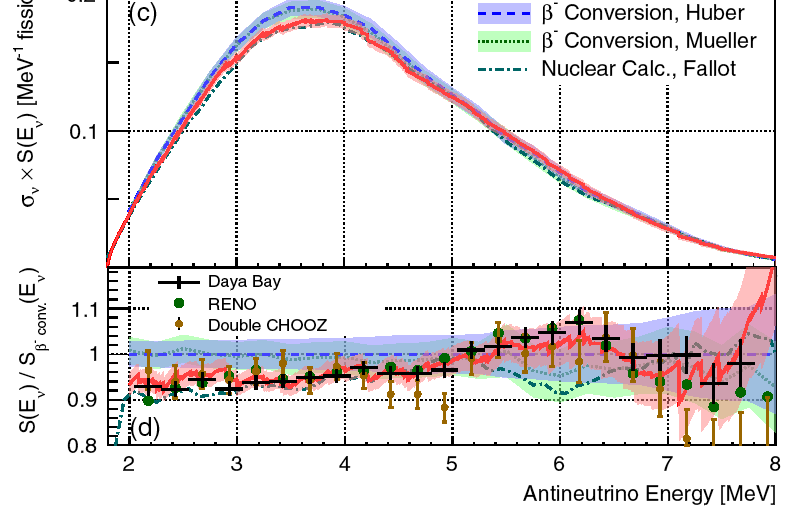 (c)
β⁻ Conversion, Huber
β⁻ Conversion, Mueller
Nuclear Calc., Fallot
σν × S(Eν) [MeV⁻¹ fissio
0.1
Daya Bay
RENO
Double CHOOZ
S(Eν) / Sβ⁻ conv.(Eν)
1.1
1
0.9
0.8
(d)
2 3 4 5 6 7 8
Antineutrino Energy [MeV]